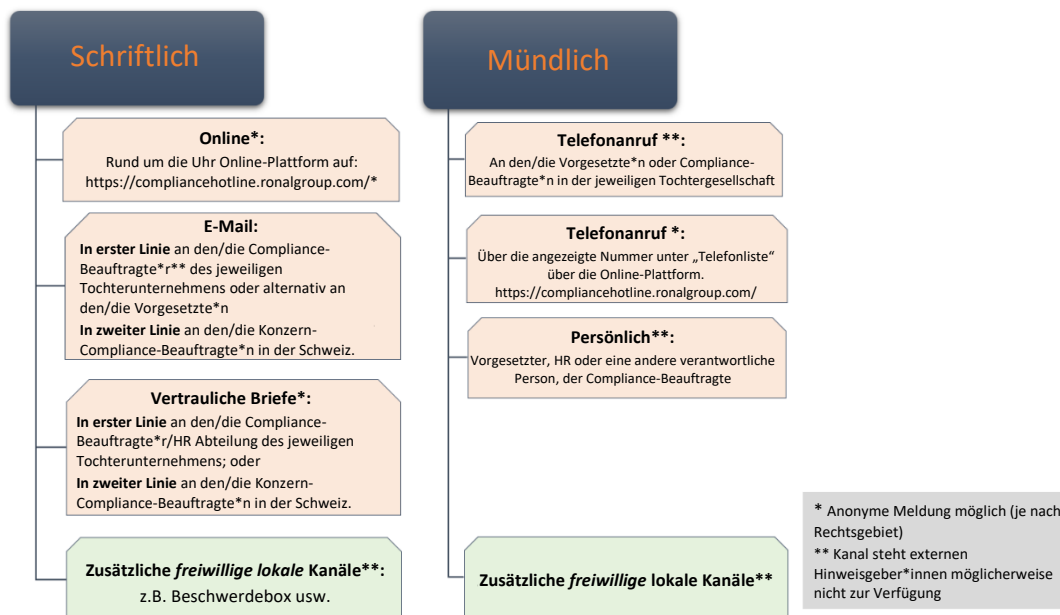 Schriftlich
Online*:
Rund um die Uhr Online-Plattform auf:
https://compliancehotline.ronalgroup.com/*
E-Mail:
In erster Linie an den/die Compliance-
Beauftragte*r** des jeweiligen
Tochterunternehmens oder alternativ an
den/die Vorgesetzte*n
In zweiter Linie an den/die Konzern-
Compliance-Beauftragte*n in der Schweiz.
Vertrauliche Briefe*:
In erster Linie an den/die Compliance-
Beauftragte*r/HR Abteilung des jeweiligen
Tochterunternehmens; oder
In zweiter Linie an den/die Konzern-
Compliance-Beauftragte*n in der Schweiz.
Zusätzliche freiwillige lokale Kanäle**:
z.B. Beschwerdebox usw.
Mündlich
Telefonanruf **:
An den/die Vorgesetzte*n oder Compliance-
Beauftragte*n in der jeweiligen Tochtergesellschaft
Telefonanruf *:
Über die angezeigte Nummer unter „Telefonliste"
über die Online-Plattform.
https://compliancehotline.ronalgroup.com/
Persönlich**:
Vorgesetzter, HR oder eine andere verantwortliche
Person, der Compliance-Beauftragte
Zusätzliche freiwillige lokale Kanäle**
* Anonyme Meldung möglich (je nach
Rechtsgebiet)
** Kanal steht externen
Hinweisgeber*innen möglicherweise
nicht zur Verfügung